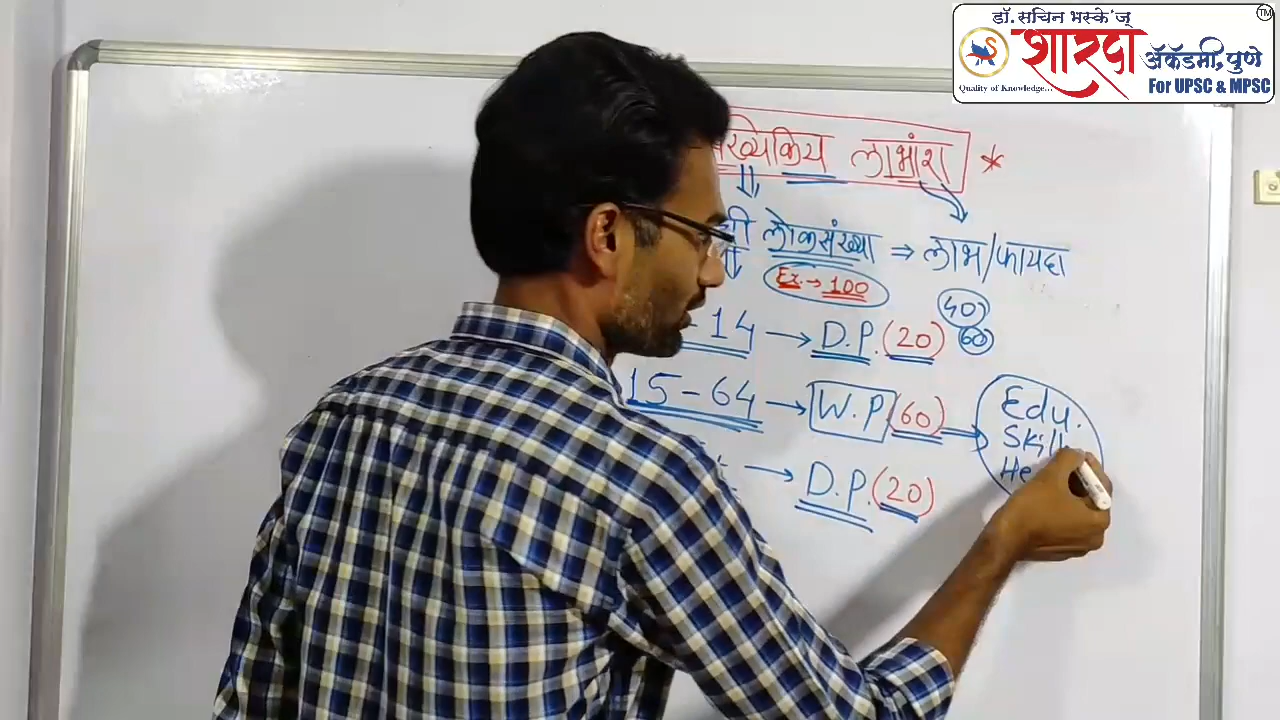 डॉ. सचिन भस्के'ज्
शारदा ॲकॅडमी, पुणे
Quality of Knowledge...
For UPSC & MPSC
TM
लाभांश *
लोकसंख्या ⇒ लाभ/फायदा
Ex. → 100
40
60
- 14 → D.P. (20)
15 - 64 → W.P. (60) →
Edu.
Skill
→ D.P. (20)